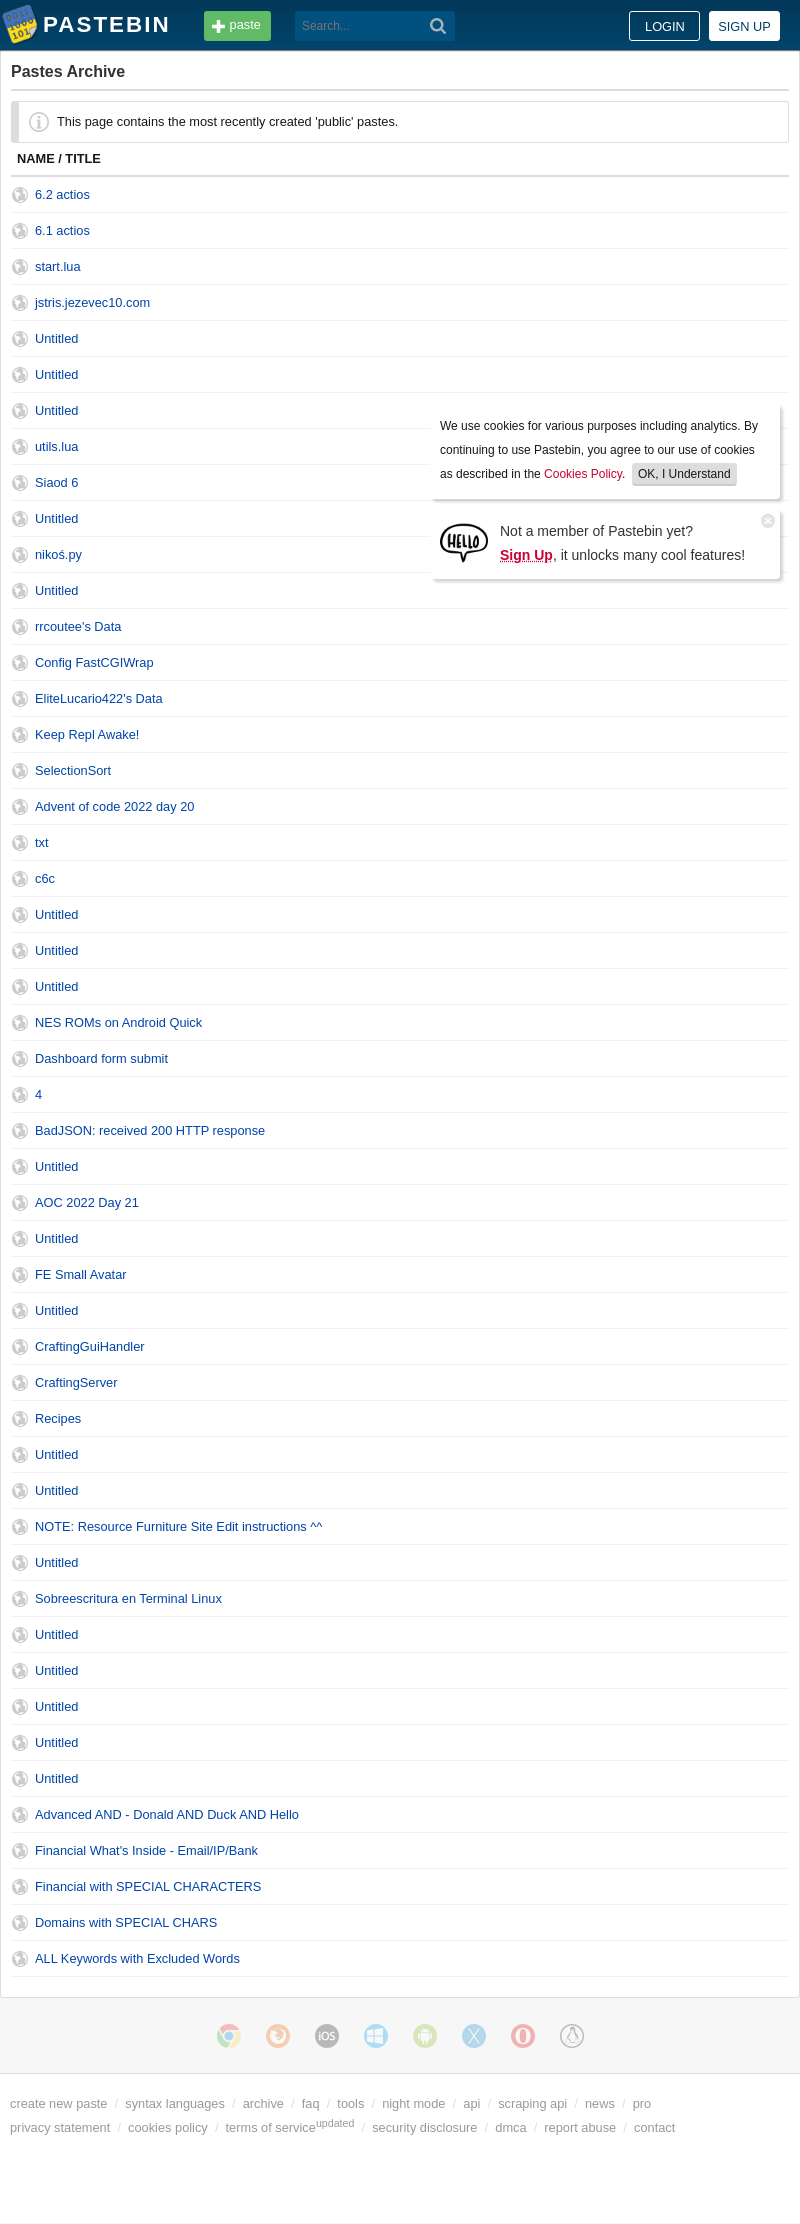 PASTEBIN paste Search... LOGIN SIGN UP
Pastes Archive
This page contains the most recently created 'public' pastes.
NAME / TITLE
6.2 actios
6.1 actios
start.lua
jstris.jezevec10.com
Untitled
Untitled
Untitled
utils.lua
Siaod 6
Untitled
nikoś.py
Untitled
rrcoutee's Data
Config FastCGIWrap
EliteLucario422's Data
Keep Repl Awake!
SelectionSort
Advent of code 2022 day 20
txt
c6c
Untitled
Untitled
Untitled
NES ROMs on Android Quick
Dashboard form submit
4
BadJSON: received 200 HTTP response
Untitled
AOC 2022 Day 21
Untitled
FE Small Avatar
Untitled
CraftingGuiHandler
CraftingServer
Recipes
Untitled
Untitled
NOTE: Resource Furniture Site Edit instructions ^^
Untitled
Sobreescritura en Terminal Linux
Untitled
Untitled
Untitled
Untitled
Untitled
Advanced AND - Donald AND Duck AND Hello
Financial What's Inside - Email/IP/Bank
Financial with SPECIAL CHARACTERS
Domains with SPECIAL CHARS
ALL Keywords with Excluded Words
We use cookies for various purposes including analytics. By
continuing to use Pastebin, you agree to our use of cookies
as described in the Cookies Policy. OK, I Understand
HELLO
Not a member of Pastebin yet?
Sign Up, it unlocks many cool features!
iOS
create new paste / syntax languages / archive / faq / tools / night mode / api / scraping api / news / pro
privacy statement / cookies policy / terms of service updated / security disclosure / dmca / report abuse / contact